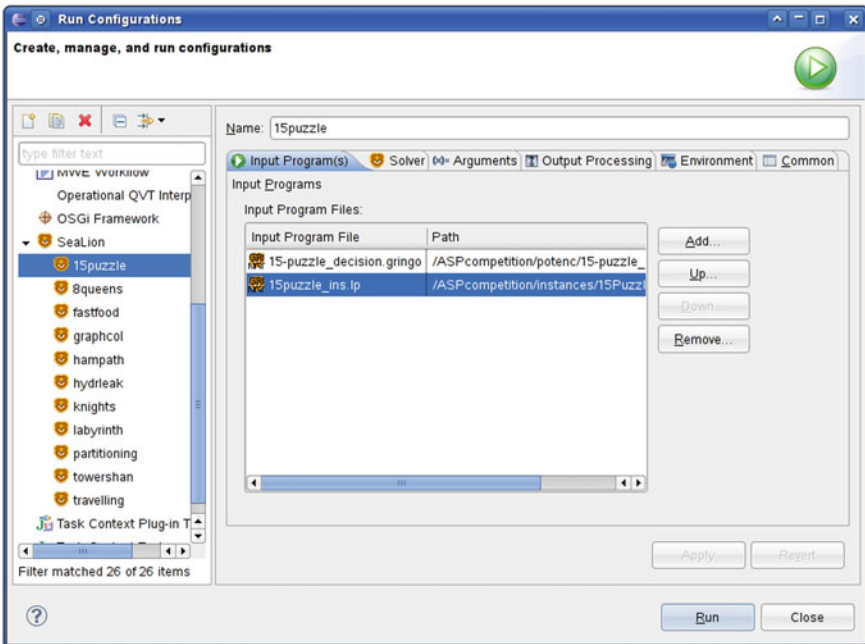 Run Configurations
Create, manage, and run configurations
type filter text
MWE Workflow
Operational QVT Interp
OSGi Framework
SeaLion
15puzzle
8queens
fastfood
graphcol
hampath
hydrleak
knights
labyrinth
partitioning
towershan
travelling
Task Context Plug-in T
Filter matched 26 of 26 items
Name: 15puzzle
Input Program(s) Solver (x)= Arguments Output Processing Environment Common
Input Programs
Input Program Files:
Input Program File Path
15-puzzle_decision.gringo /ASPcompetition/potenc/15-puzzle_
15puzzle_ins.lp /ASPcompetition/instances/15Puzzl
Add...
Up...
Down
Remove...
Apply Revert
? Run Close